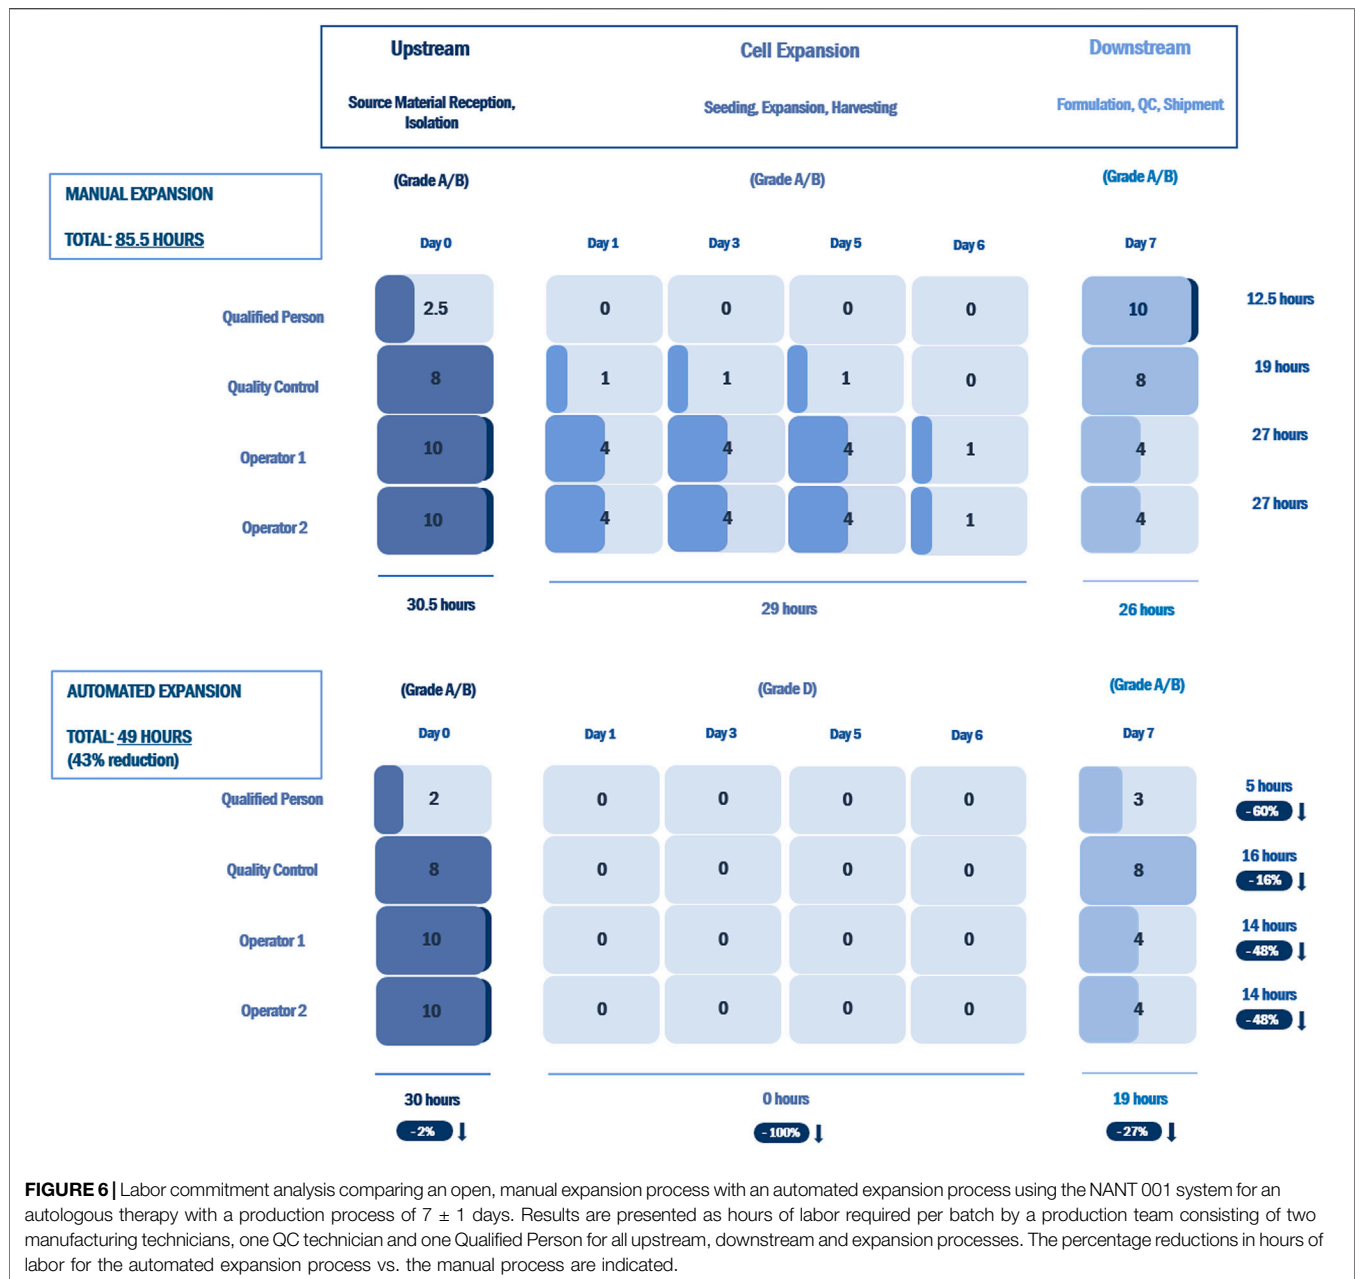 Upstream Cell Expansion Downstream
Source Material Reception, Isolation Seeding, Expansion, Harvesting Formulation, QC, Shipment
MANUAL EXPANSION
TOTAL: 85.5 HOURS
(Grade A/B) (Grade A/B) (Grade A/B)
Day 0 Day 1 Day 3 Day 5 Day 6 Day 7
Qualified Person 2.5 0 0 0 0 10 12.5 hours
Quality Control 8 1 1 1 0 8 19 hours
Operator 1 10 4 4 4 1 4 27 hours
Operator 2 10 4 4 4 1 4 27 hours
30.5 hours 29 hours 26 hours
AUTOMATED EXPANSION
TOTAL: 49 HOURS
(43% reduction)
(Grade A/B) (Grade D) (Grade A/B)
Day 0 Day 1 Day 3 Day 5 Day 6 Day 7
Qualified Person 2 0 0 0 0 3 5 hours
-60%
Quality Control 8 0 0 0 0 8 16 hours
-16%
Operator 1 10 0 0 0 0 4 14 hours
-48%
Operator 2 10 0 0 0 0 4 14 hours
-48%
30 hours 0 hours 19 hours
-2% -100% -27%
FIGURE 6 | Labor commitment analysis comparing an open, manual expansion process with an automated expansion process using the NANT 001 system for an
autologous therapy with a production process of 7 ± 1 days. Results are presented as hours of labor required per batch by a production team consisting of two
manufacturing technicians, one QC technician and one Qualified Person for all upstream, downstream and expansion processes. The percentage reductions in hours of
labor for the automated expansion process vs. the manual process are indicated.